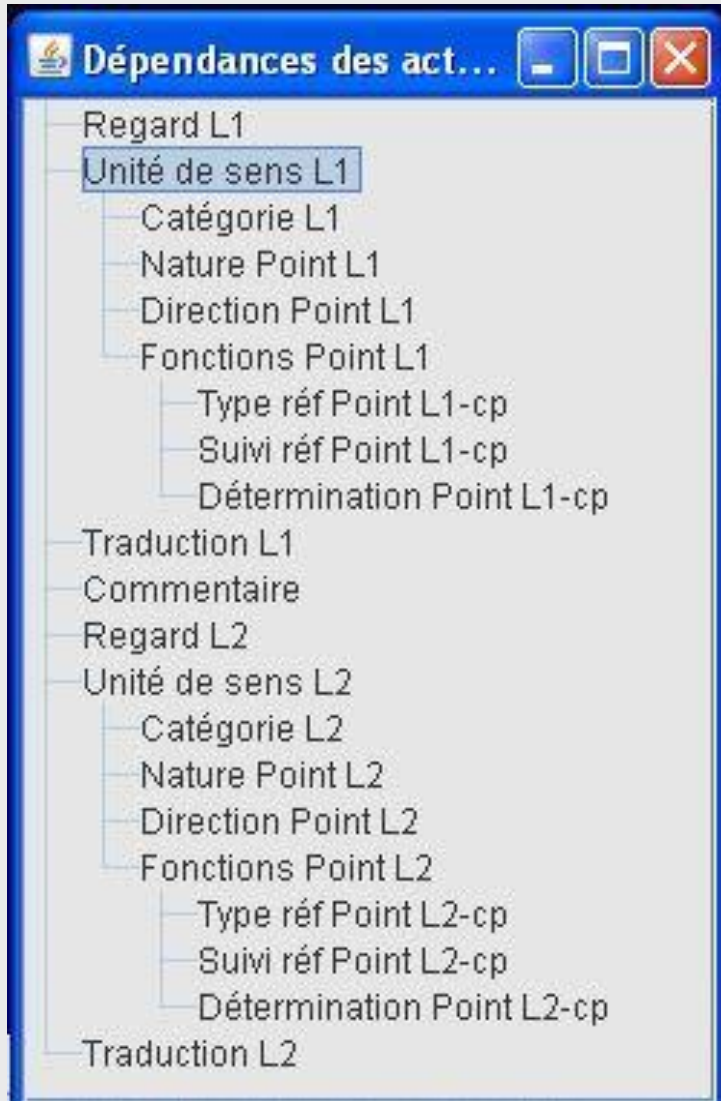 Dépendances des act...
Regard L1
Unité de sens L1
Catégorie L1
Nature Point L1
Direction Point L1
Fonctions Point L1
Type réf Point L1-cp
Suivi réf Point L1-cp
Détermination Point L1-cp
Traduction L1
Commentaire
Regard L2
Unité de sens L2
Catégorie L2
Nature Point L2
Direction Point L2
Fonctions Point L2
Type réf Point L2-cp
Suivi réf Point L2-cp
Détermination Point L2-cp
Traduction L2